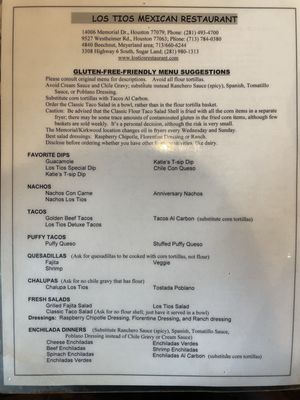 LOS TIOS MEXICAN RESTAURANT
14006 Memorial Dr., Houston 77079; Phone: (281) 493-4700
9527 Westheimer Rd., Houston 77063; Phone: (713) 784-0380
4840 Beechnut, Meyerland area; 713/660-6244
3308 Highway 6 South, Sugar Land; (281) 980-1313
www.lostiosrestaurant.com
GLUTEN-FREE-FRIENDLY MENU SUGGESTIONS
Please consult original menu for descriptions. Avoid all flour tortillas.
Avoid Cream Sauce and Chile Gravy; substitute instead Ranchero Sauce (spicy), Spanish, Tomatillo
Sauce, or Poblano Dressing.
Substitute corn tortillas with Tacos Al Carbon.
Order the Classic Taco Salad in a bowl, rather than in the flour tortilla basket.
Caution: Be advised that the Classic Flour Taco Salad Shell is fried with all the corn items in a separate
fryer; there may be some trace amounts of contaminated gluten in the fried corn items, although few
baskets are sold weekly. It's a personal decision, although the risk is very small.
The Memorial/Kirkwood location changes oil in fryers every Wednesday and Sunday.
Best salad dressings: Raspberry Chipotle, Florentine Dressing or Ranch.
Disclose before ordering whether you have other food sensitivities, like dairy.
FAVORITE DIPS
Guacamole Katie's T-sip Dip
Los Tios Special Dip Chile Con Queso
Katie's T-sip Dip
NACHOS
Nachos Con Carne Anniversary Nachos
Nachos Los Tios
TACOS
Golden Beef Tacos Tacos Al Carbon (substitute corn tortillas)
Los Tios Deluxe Tacos
PUFFY TACOS
Puffy Queso Stuffed Puffy Queso
QUESADILLAS (Ask for quesadillas to be cooked with corn tortillas, not flour)
Fajita Veggie
Shrimp
CHALUPAS (Ask for no chile gravy that has flour)
Chalupa Los Tios Tostada Poblano
FRESH SALADS
Grilled Fajita Salad Los Tios Salad
Classic Taco Salad (Ask for no flour shell, just have it served in a bowl)
Dressings: Raspberry Chipotle Dressing, Florentine Dressing, and Ranch dressing
ENCHILADA DINNERS (Substitute Ranchero Sauce (spicy), Spanish, Tomatillo Sauce,
Poblano Dressing instead of Chile Gravy or Cream Sauce)
Cheese Enchiladas Enchiladas Verdes
Beef Enchiladas Shrimp Enchiladas
Spinach Enchiladas Enchiladas Al Carbon (substitute corn tortillas)
Enchiladas Verdes